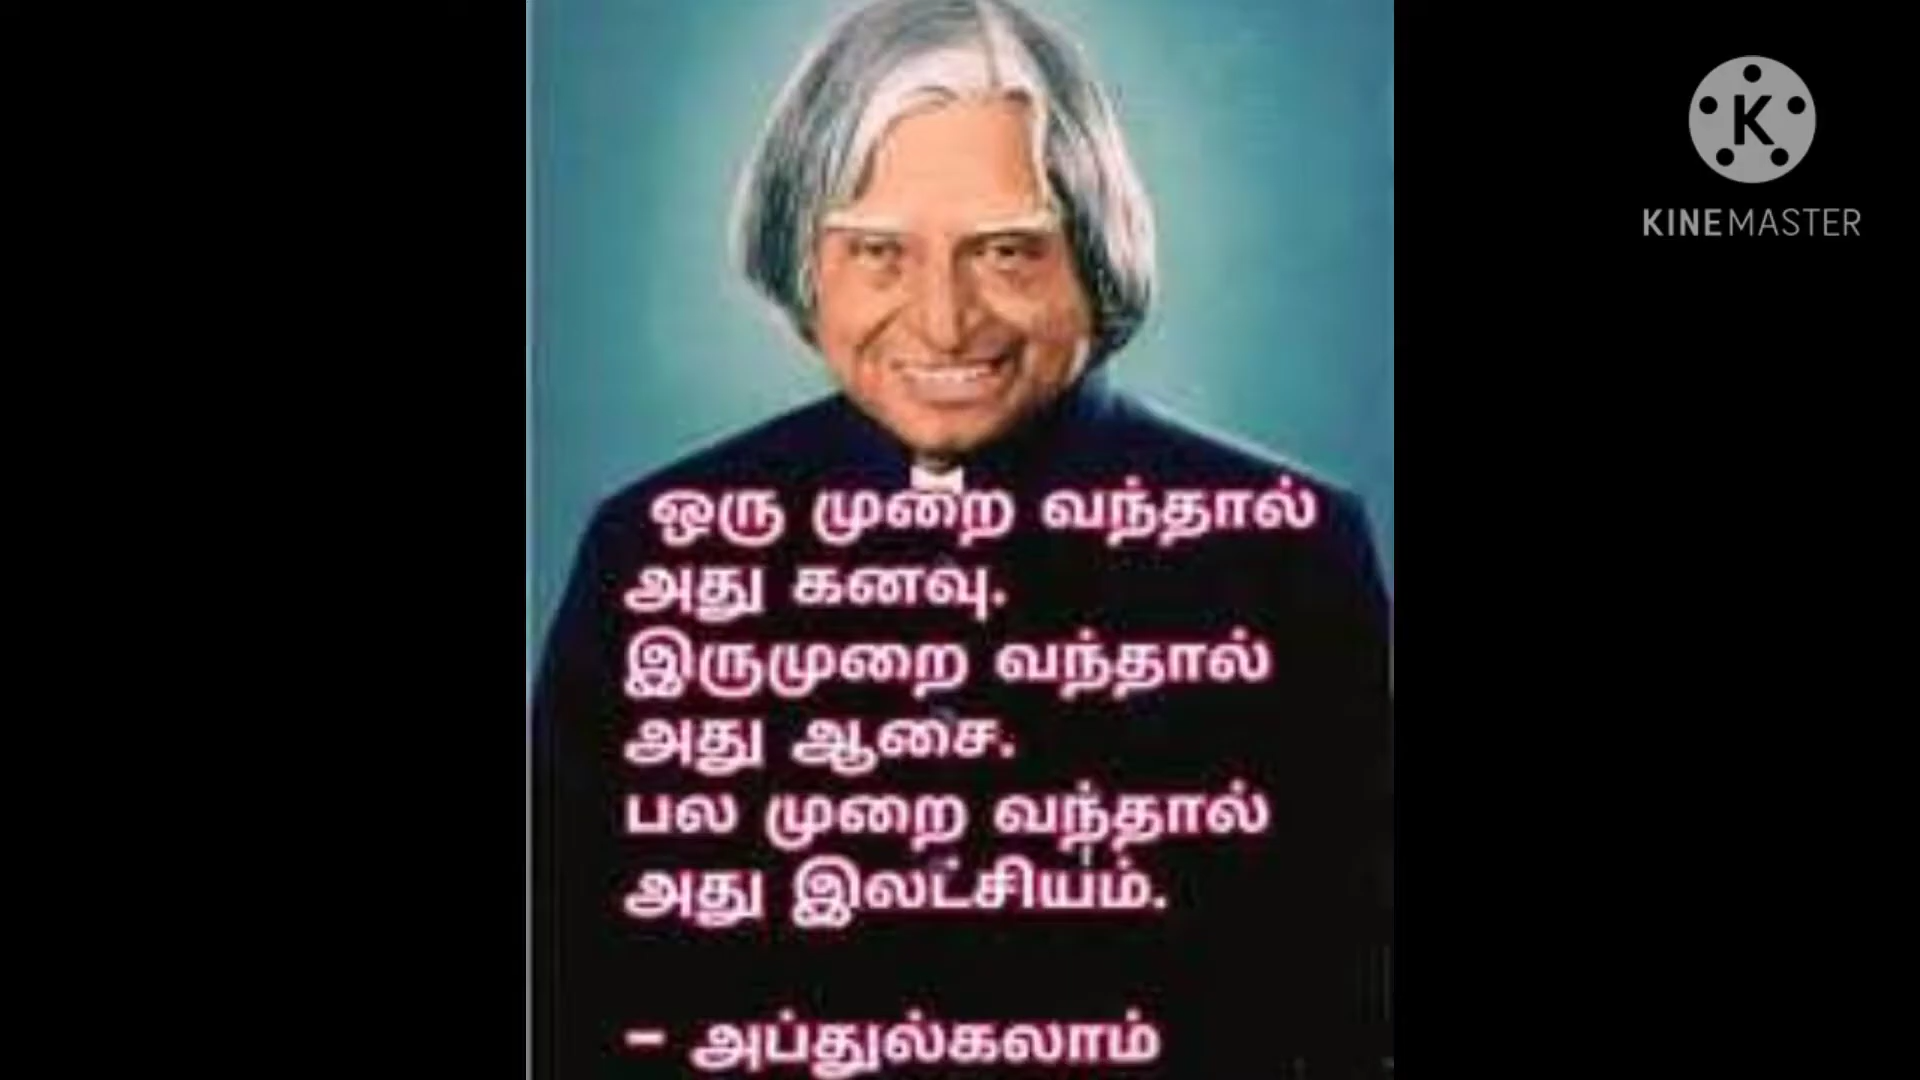 KINEMASTER
ஒரு முறை வந்தால்
அது கனவு.
இருமுறை வந்தால்
அது ஆசை.
பல முறை வந்தால்
அது இலட்சியம்.
- அப்துல்கலாம்